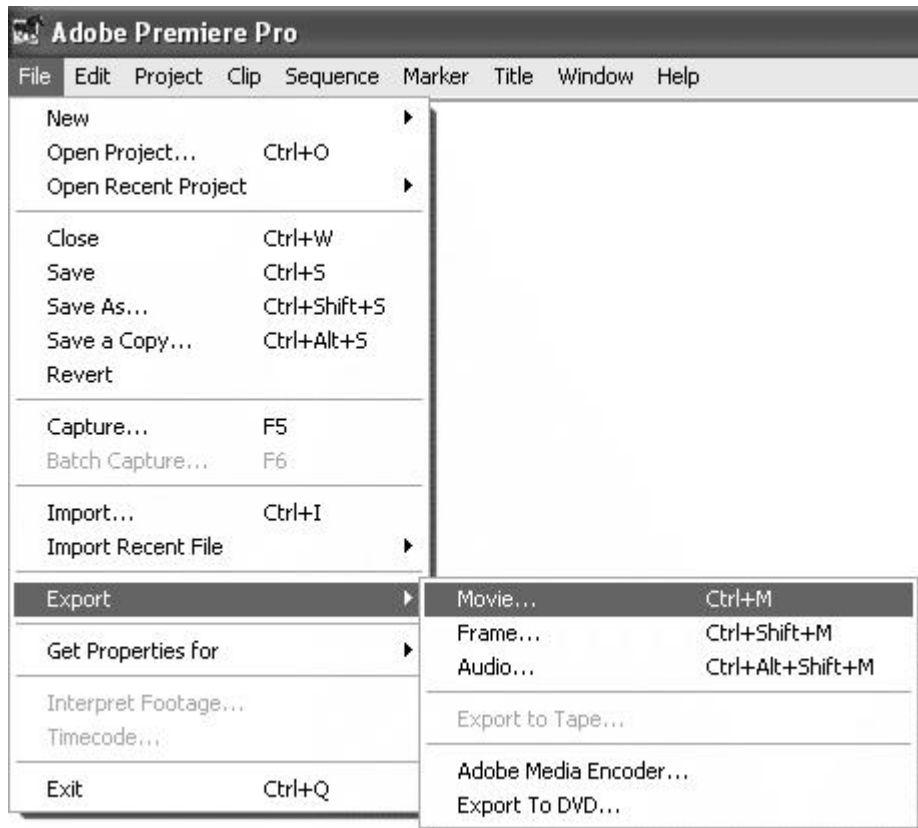 Adobe Premiere Pro
File Edit Project Clip Sequence Marker Title Window Help
New
Open Project... Ctrl+O
Open Recent Project
Close Ctrl+W
Save Ctrl+S
Save As... Ctrl+Shift+S
Save a Copy... Ctrl+Alt+S
Revert
Capture... F5
Batch Capture... F6
Import... Ctrl+I
Import Recent File
Export
Get Properties for
Interpret Footage...
Timecode...
Exit Ctrl+Q
Movie... Ctrl+M
Frame... Ctrl+Shift+M
Audio... Ctrl+Alt+Shift+M
Export to Tape...
Adobe Media Encoder...
Export To DVD...